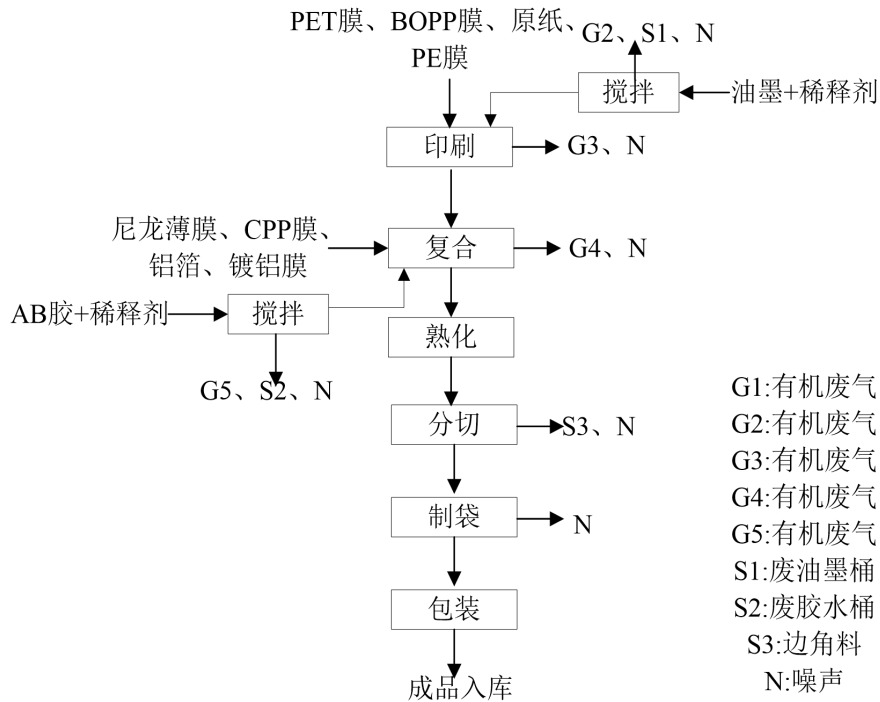 PET膜、BOPP膜、原纸、
PE膜
G2、S1、N
搅拌
油墨+稀释剂
印刷
G3、N
尼龙薄膜、CPP膜、
铝箔、镀铝膜
复合
G4、N
AB胶+稀释剂
搅拌
熟化
G5、S2、N
分切
S3、N
制袋
N
包装
成品入库
G1:有机废气
G2:有机废气
G3:有机废气
G4:有机废气
G5:有机废气
S1:废油墨桶
S2:废胶水桶
S3:边角料
N:噪声